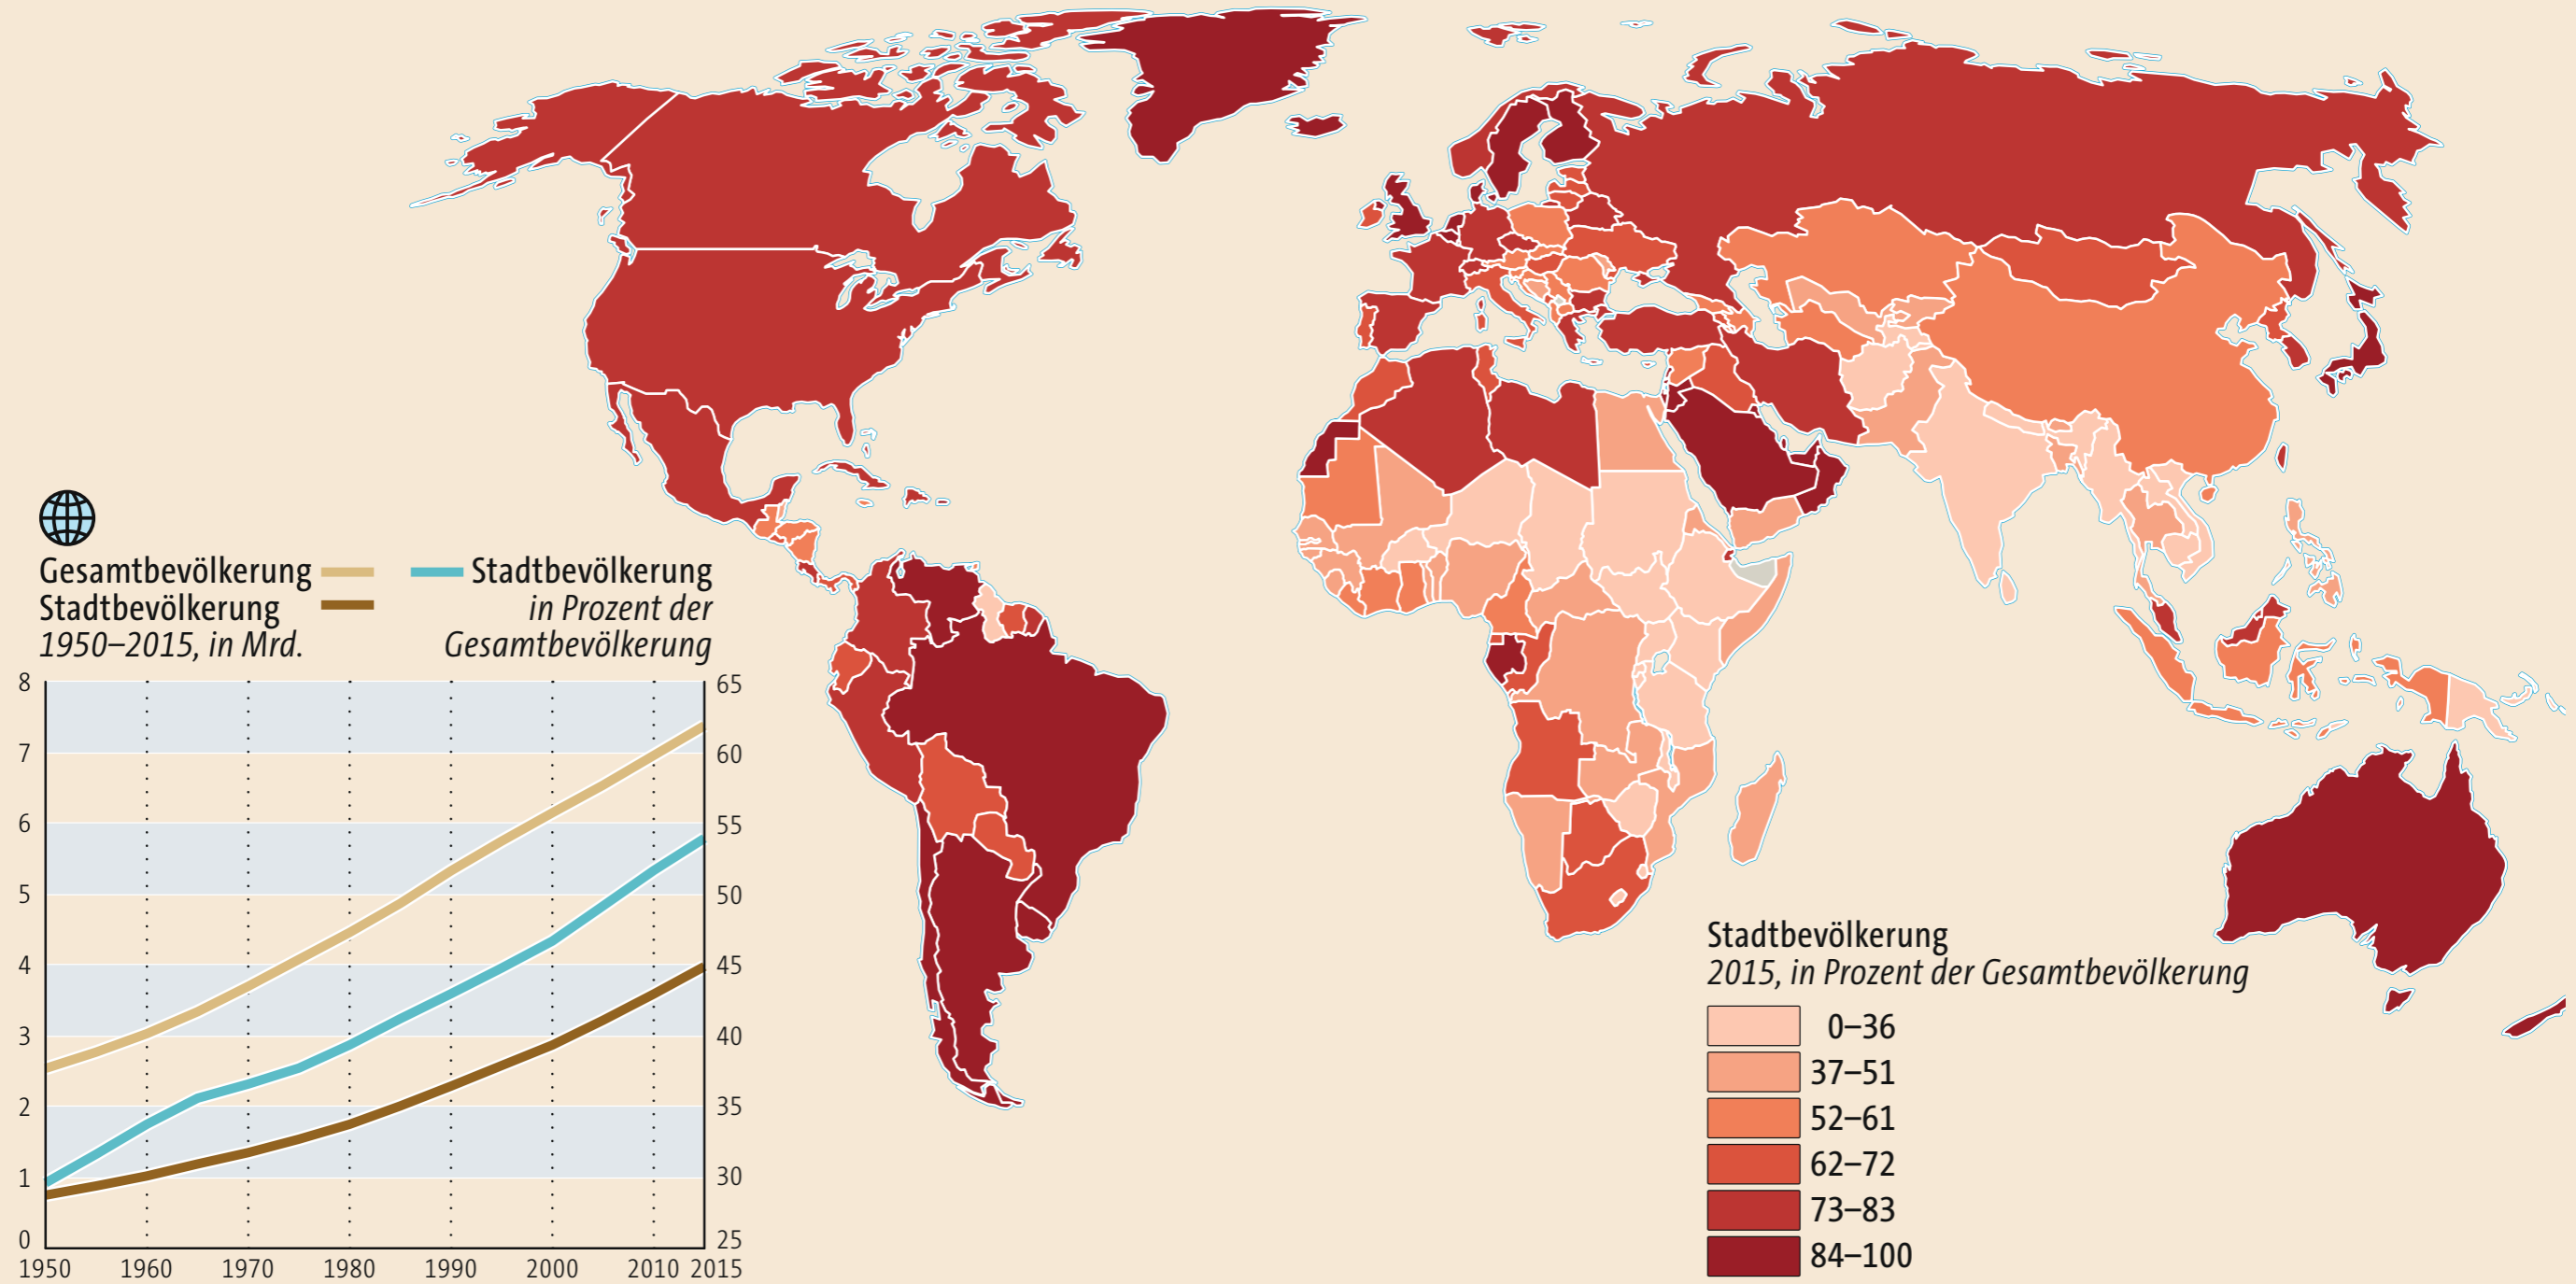 Gesamtbevölkerung
Stadtbevölkerung
1950–2015, in Mrd.
Stadtbevölkerung
in Prozent der
Gesamtbevölkerung
8
7
6
5
4
3
2
1
0
65
60
55
50
45
40
35
30
25
1950 1960 1970 1980 1990 2000 2010 2015
Stadtbevölkerung
2015, in Prozent der Gesamtbevölkerung
0–36
37–51
52–61
62–72
73–83
84–100